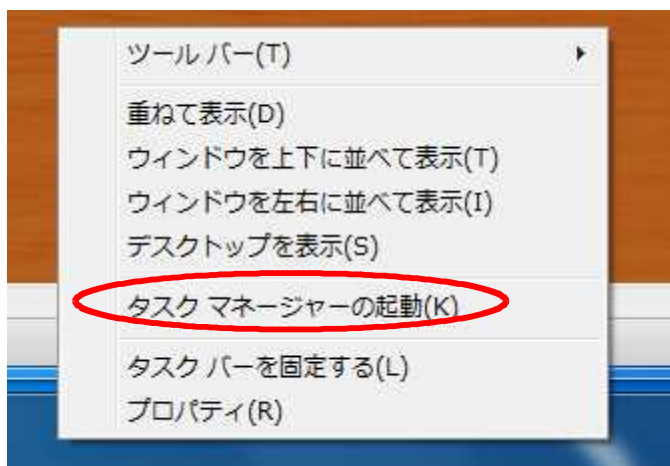 ツール バー(T)
重ねて表示(D)
ウィンドウを上下に並べて表示(T)
ウィンドウを左右に並べて表示(I)
デスクトップを表示(S)
タスク マネージャーの起動(K)
タスク バーを固定する(L)
プロパティ(R)